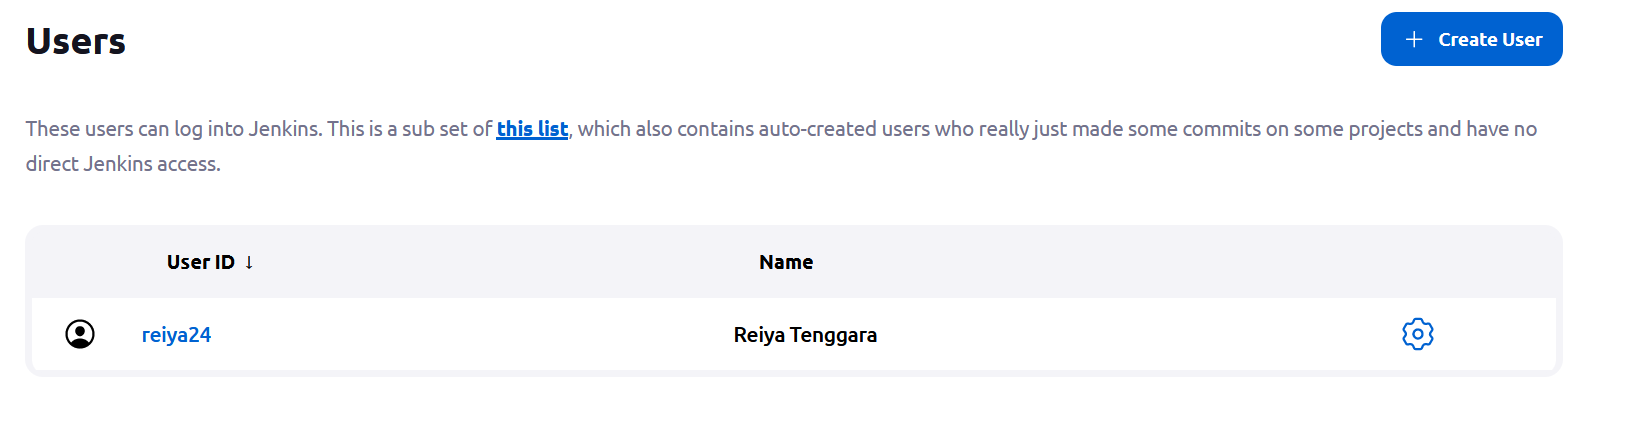 Users
+ Create User
These users can log into Jenkins. This is a sub set of this list, which also contains auto-created users who really just made some commits on some projects and have no
direct Jenkins access.
User ID ↓ Name
reiya24 Reiya Tenggara